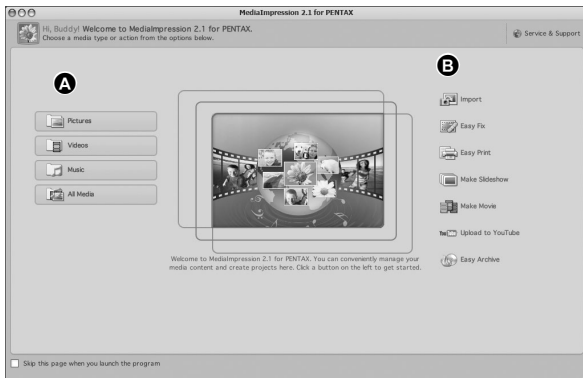 MediaImpression 2.1 for PENTAX
Hi, Buddy! Welcome to MediaImpression 2.1 for PENTAX.
Choose a media type or action from the options below.
Service & Support
A
Pictures
Videos
Music
All Media
Welcome to MediaImpression 2.1 for PENTAX. You can conveniently manage your
media content and create projects here. Click a button on the left to get started.
B
Import
Easy Fix
Easy Print
Make Slideshow
Make Movie
You Upload to YouTube
Easy Archive
Skip this page when you launch the program